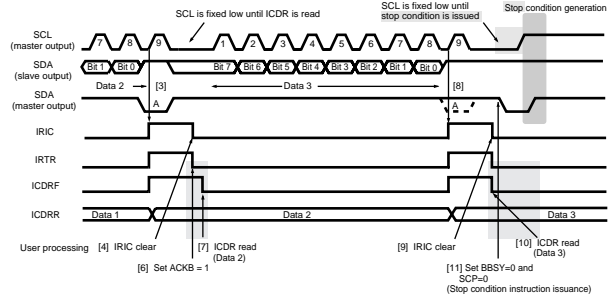 SCL is fixed low until ICDR is read
SCL is fixed low until
stop condition is issued
Stop condition generation
SCL
(master output)
7 8 9 1 2 3 4 5 6 7 8 9
SDA
(slave output)
Bit 1 Bit 0 Bit 7 Bit 6 Bit 5 Bit 4 Bit 3 Bit 2 Bit 1 Bit 0
Data 2 [3] Data 3 [8]
SDA
(master output)
A A
IRIC
IRTR
ICDRF
ICDRR
Data 1 Data 2 Data 3
User processing
[4] IRIC clear
[7] ICDR read
(Data 2)
[6] Set ACKB = 1
[9] IRIC clear
[10] ICDR read
(Data 3)
[11] Set BBSY=0 and
SCP=0
(Stop condition instruction issuance)